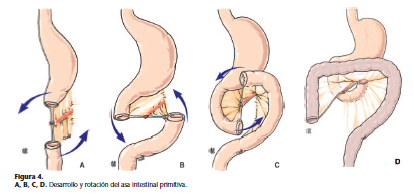 A
B
C
D
Figura 4.
A, B, C, D. Desarrollo y rotación del asa intestinal primitiva.